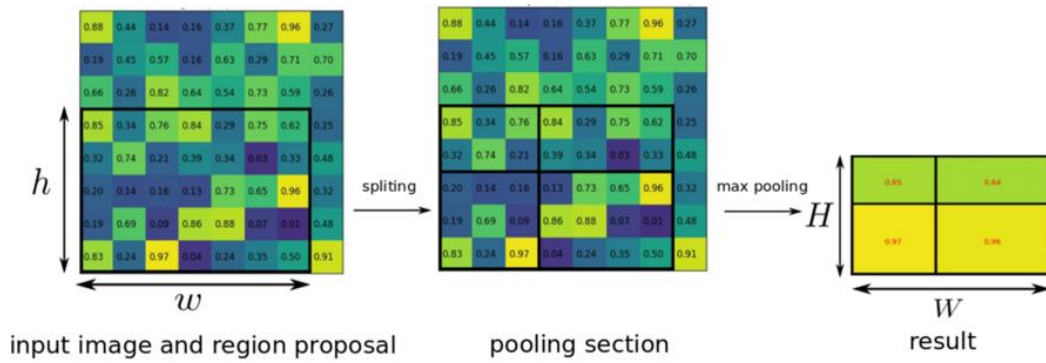 0.88 0.44 0.14 0.16 0.37 0.77 0.96 0.27
0.19 0.45 0.57 0.16 0.63 0.29 0.71 0.70
0.66 0.26 0.82 0.64 0.54 0.73 0.59 0.26
0.85 0.34 0.76 0.84 0.29 0.75 0.62 0.25
0.32 0.74 0.21 0.39 0.34 0.03 0.33 0.48
0.20 0.14 0.16 0.13 0.73 0.65 0.96 0.32
0.19 0.69 0.09 0.86 0.88 0.07 0.01 0.48
0.83 0.24 0.97 0.04 0.24 0.35 0.50 0.91
h
w
input image and region proposal
spliting
0.88 0.44 0.14 0.16 0.37 0.77 0.96 0.27
0.19 0.45 0.57 0.16 0.63 0.29 0.71 0.70
0.66 0.26 0.82 0.64 0.54 0.73 0.59 0.26
0.85 0.34 0.76 0.84 0.29 0.75 0.62 0.25
0.32 0.74 0.21 0.39 0.34 0.03 0.33 0.48
0.20 0.14 0.16 0.13 0.73 0.65 0.96 0.32
0.19 0.69 0.09 0.86 0.88 0.07 0.01 0.48
0.83 0.24 0.97 0.04 0.24 0.35 0.50 0.91
pooling section
max pooling
0.85 0.84
0.97 0.96
H
W
result